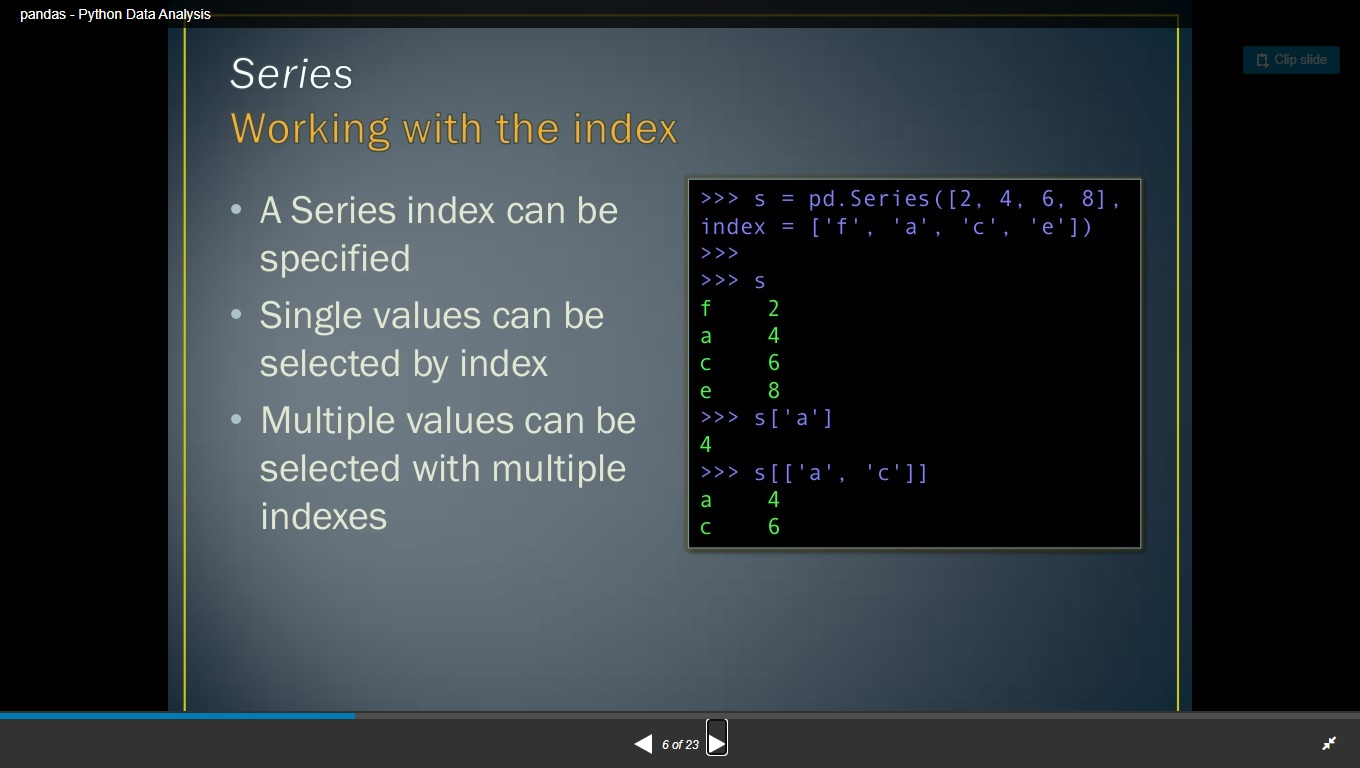 pandas - Python Data Analysis
Clip slide
Series
Working with the index
• A Series index can be
specified
• Single values can be
selected by index
• Multiple values can be
selected with multiple
indexes
>>> s = pd.Series([2, 4, 6, 8],
index = ['f', 'a', 'c', 'e'])
>>>
>>> s
f 2
a 4
c 6
e 8
>>> s['a']
4
>>> s[['a', 'c']]
a 4
c 6
6 of 23